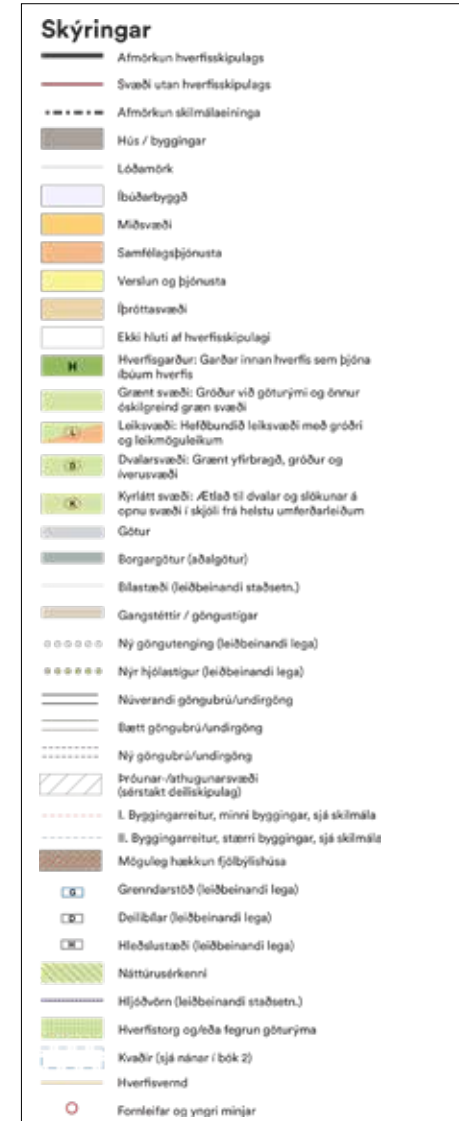 Skýringar
Afmörkun hverfisskipulags
Svæði utan hverfisskipulags
Afmörkun skilmálaeininga
Hús / byggingar
Lóðamörk
Íbúðarbyggð
Miðsvæði
Samfélagsþjónusta
Verslun og þjónusta
Íþróttasvæði
Ekki hluti af hverfisskipulagi
H
Hverfisgarður: Garðar innan hverfis sem þjóna
íbúum hverfis
Grænt svæði: Gróður við göturými og önnur
óskilgreind græn svæði
L
Leiksvæði: Hefðbundið leiksvæði með gróðri
og leikmöguleikum
D
Dvalarsvæði: Grænt yfirbragð, gróður og
íverusvæði
K
Kyrlátt svæði: Ætlað til dvalar og slökunar á
opnu svæði í skjóli frá helstu umferðarleiðum
Götur
Borgargötur (aðalgötur)
Bílastæði (leiðbeinandi staðsetn.)
Gangstéttir / göngustígar
Ný göngutenging (leiðbeinandi lega)
Nýr hjólastígur (leiðbeinandi lega)
Núverandi göngubrú/undirgöng
Bætt göngubrú/undirgöng
Ný göngubrú/undirgöng
Þróunar-/athugunarsvæði
(sérstakt deiliskipulag)
I. Byggingarreitur, minni byggingar, sjá skilmála
II. Byggingarreitur, stærri byggingar, sjá skilmála
Möguleg hækkun fjölbýlishúsa
G
Grenndarstöð (leiðbeinandi lega)
D
Deilibílar (leiðbeinandi lega)
H
Hleðslustæði (leiðbeinandi lega)
Náttúrusérkenni
Hljóðvörn (leiðbeinandi staðsetn.)
Hverfistorg og/eða fegrun göturýma
Kvaðir (sjá nánar í bók 2)
Hverfisvernd
Fornleifar og yngri minjar